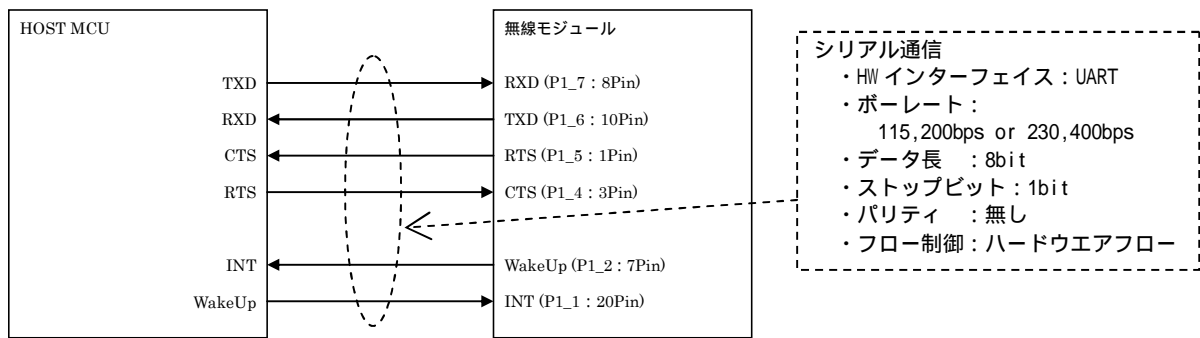 HOST MCU
TXD
RXD
CTS
RTS
INT
WakeUp
無線モジュール
RXD (P1_7 : 8Pin)
TXD (P1_6 : 10Pin)
RTS (P1_5 : 1Pin)
CTS (P1_4 : 3Pin)
WakeUp (P1_2 : 7Pin)
INT (P1_1 : 20Pin)
シリアル通信
・HW インターフェイス：UART
・ボーレート：
115,200bps or 230,400bps
・データ長　：8bit
・ストップビット：1bit
・パリティ　：無し
・フロー制御：ハードウエアフロー